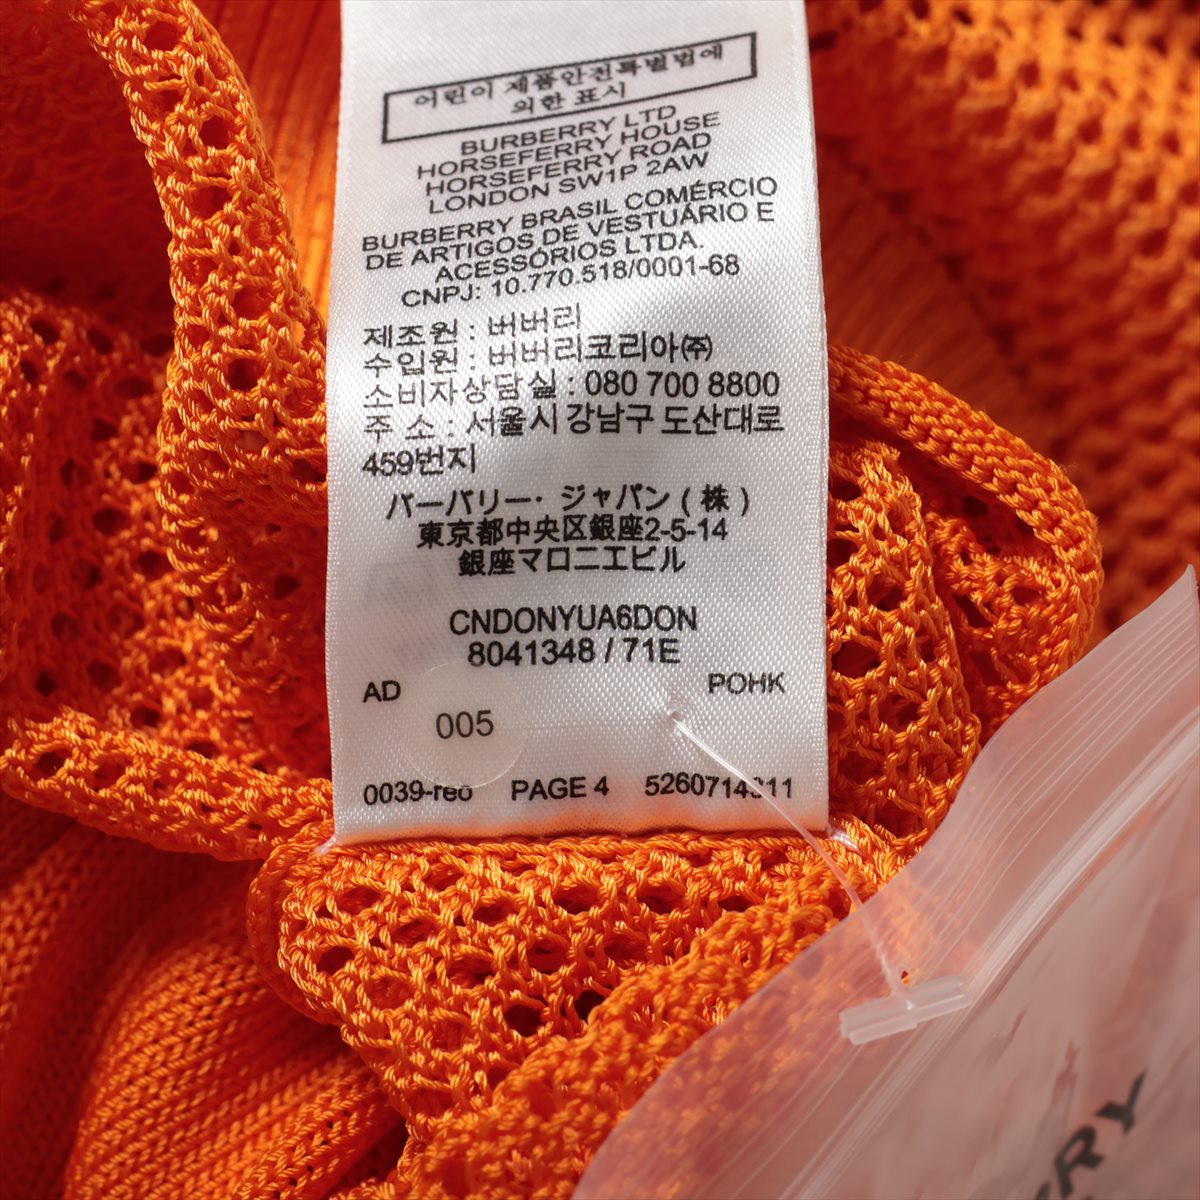 어린이 제품안전특별법에
의한 표시
BURBERRY LTD
HORSEFERRY HOUSE
HORSEFERRY ROAD
LONDON SW1P 2AW
BURBERRY BRASIL COMÉRCIO
DE ARTIGOS DE VESTUÁRIO E
ACESSÓRIOS LTDA.
CNPJ: 10.770.518/0001-68
제조원 : 버버리
수입원 : 버버리코리아㈜
소비자상담실 : 080 700 8800
주 소 : 서울시 강남구 도산대로
459번지
バーバリー・ジャパン(株)
東京都中央区銀座2-5-14
銀座マロニエビル
CNDONYUA6DON
8041348 / 71E
AD POHK
005
0039-reo PAGE 4
RRY